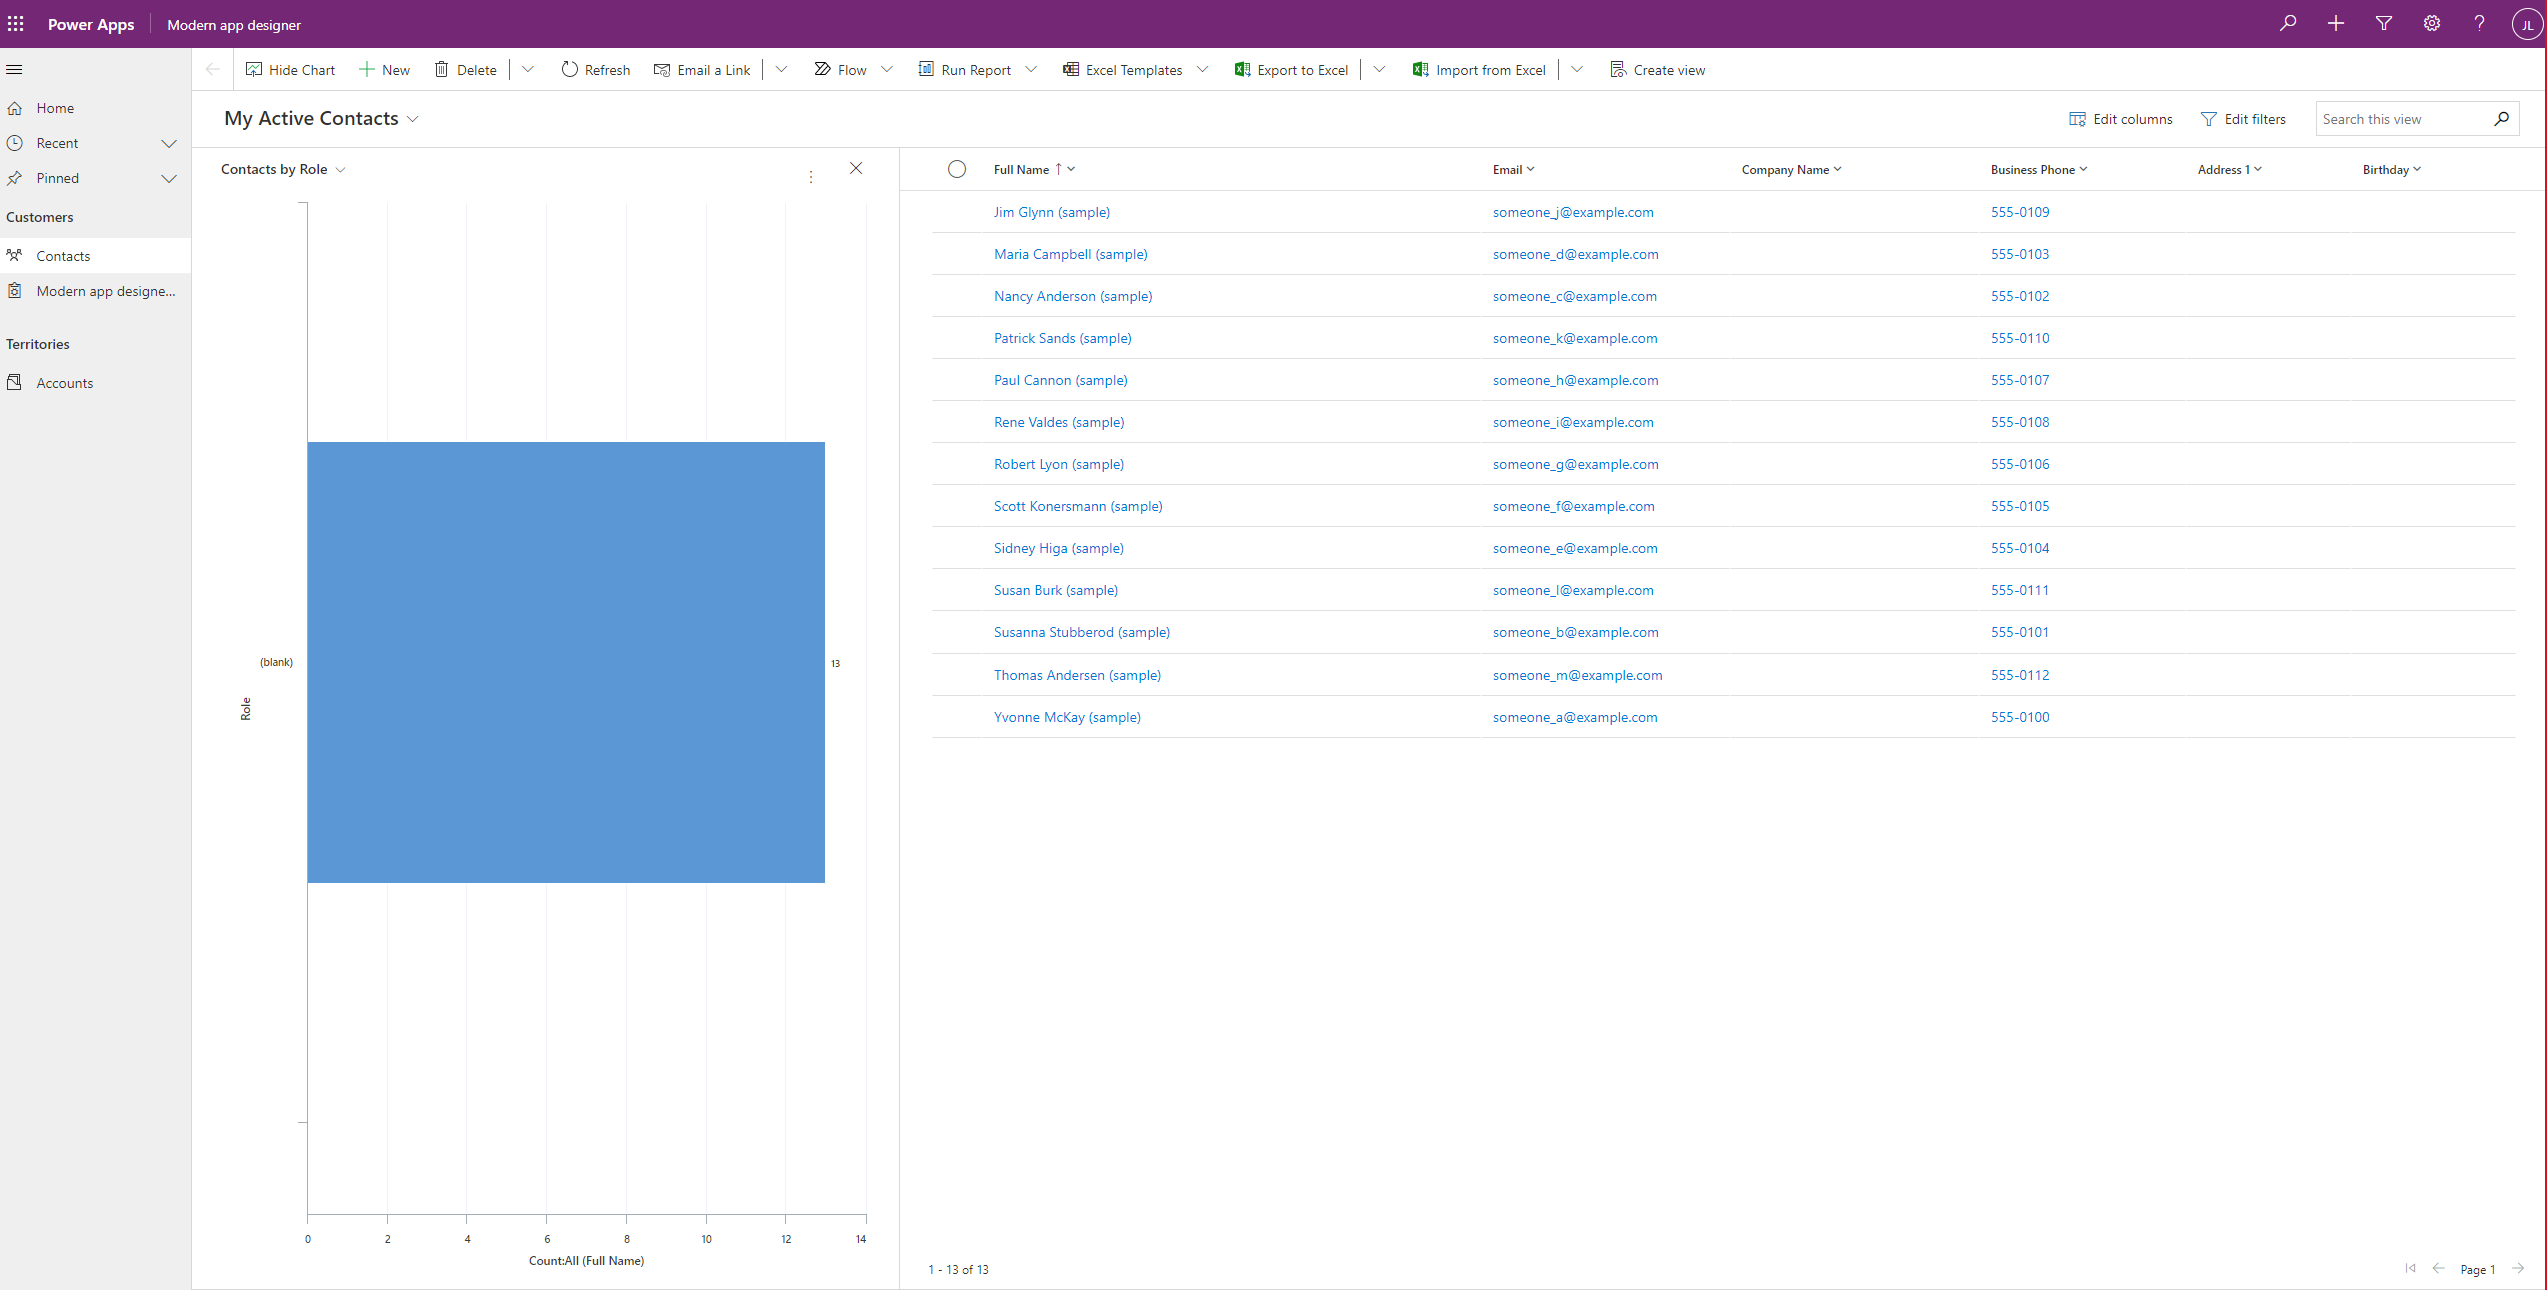 Power Apps Modern app designer JL
Hide Chart New Delete Refresh Email a Link Flow Run Report Excel Templates Export to Excel Import from Excel Create view
Home
Recent
Pinned
Customers
Contacts
Modern app designe...
Territories
Accounts
My Active Contacts Edit columns Edit filters Search this view
Contacts by Role
(blank)
Role
13
0 2 4 6 8 10 12 14
Count:All (Full Name)
Full Name Email Company Name Business Phone Address 1 Birthday
Jim Glynn (sample) someone_j@example.com 555-0109
Maria Campbell (sample) someone_d@example.com 555-0103
Nancy Anderson (sample) someone_c@example.com 555-0102
Patrick Sands (sample) someone_k@example.com 555-0110
Paul Cannon (sample) someone_h@example.com 555-0107
Rene Valdes (sample) someone_i@example.com 555-0108
Robert Lyon (sample) someone_g@example.com 555-0106
Scott Konersmann (sample) someone_f@example.com 555-0105
Sidney Higa (sample) someone_e@example.com 555-0104
Susan Burk (sample) someone_l@example.com 555-0111
Susanna Stubberod (sample) someone_b@example.com 555-0101
Thomas Andersen (sample) someone_m@example.com 555-0112
Yvonne McKay (sample) someone_a@example.com 555-0100
1 - 13 of 13 Page 1